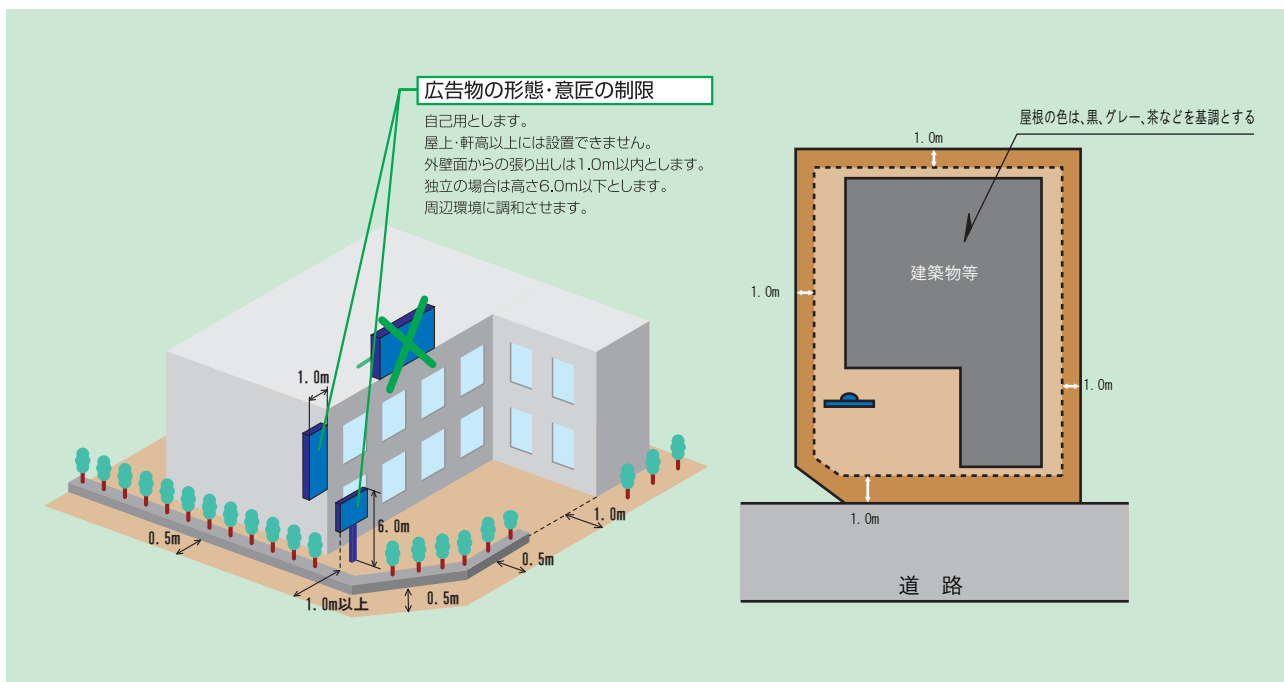 広告物の形態・意匠の制限
自己用とします。
屋上・軒高以上には設置できません。
外壁面からの張り出しは1.0m以内とします。
独立の場合は高さ6.0m以下とします。
周辺環境に調和させます。
1.0m
6.0m
0.5m
1.0m以上
0.5m
0.5m
1.0m
屋根の色は、黒、グレー、茶などを基調とする
1.0m
建築物等
1.0m
1.0m
1.0m
道 路